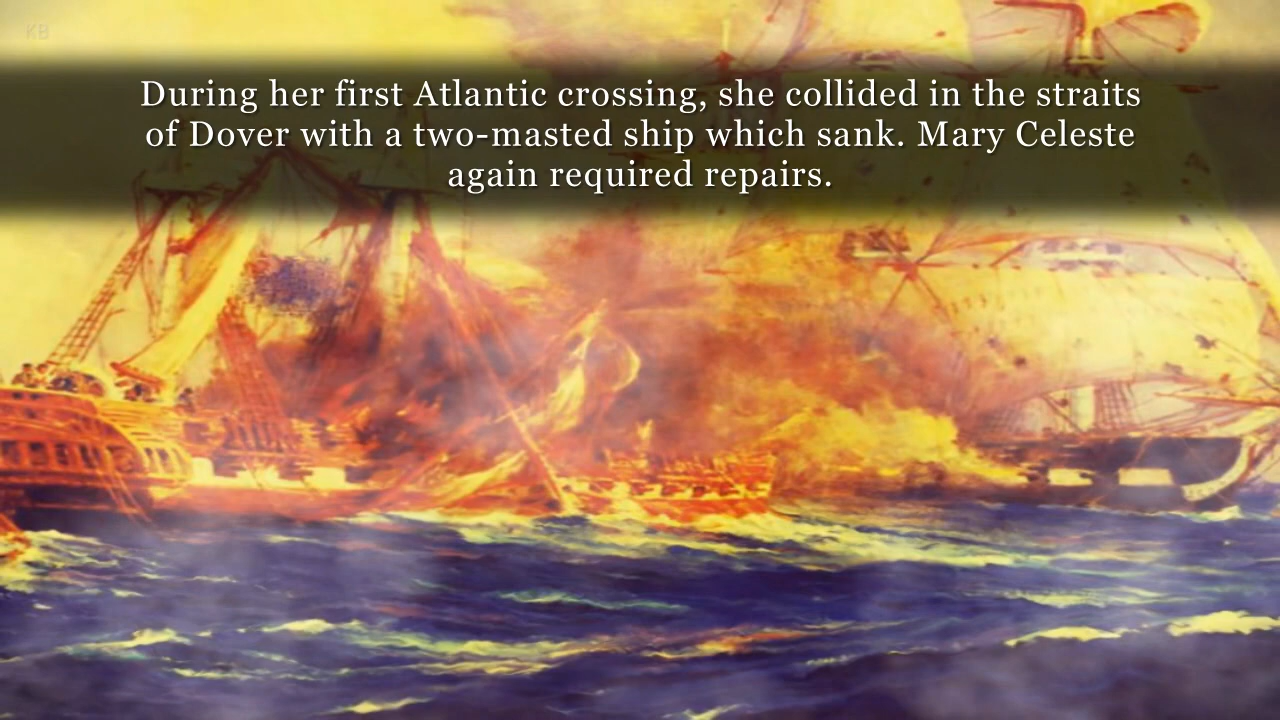 KB
During her first Atlantic crossing, she collided in the straits
of Dover with a two-masted ship which sank. Mary Celeste
again required repairs.